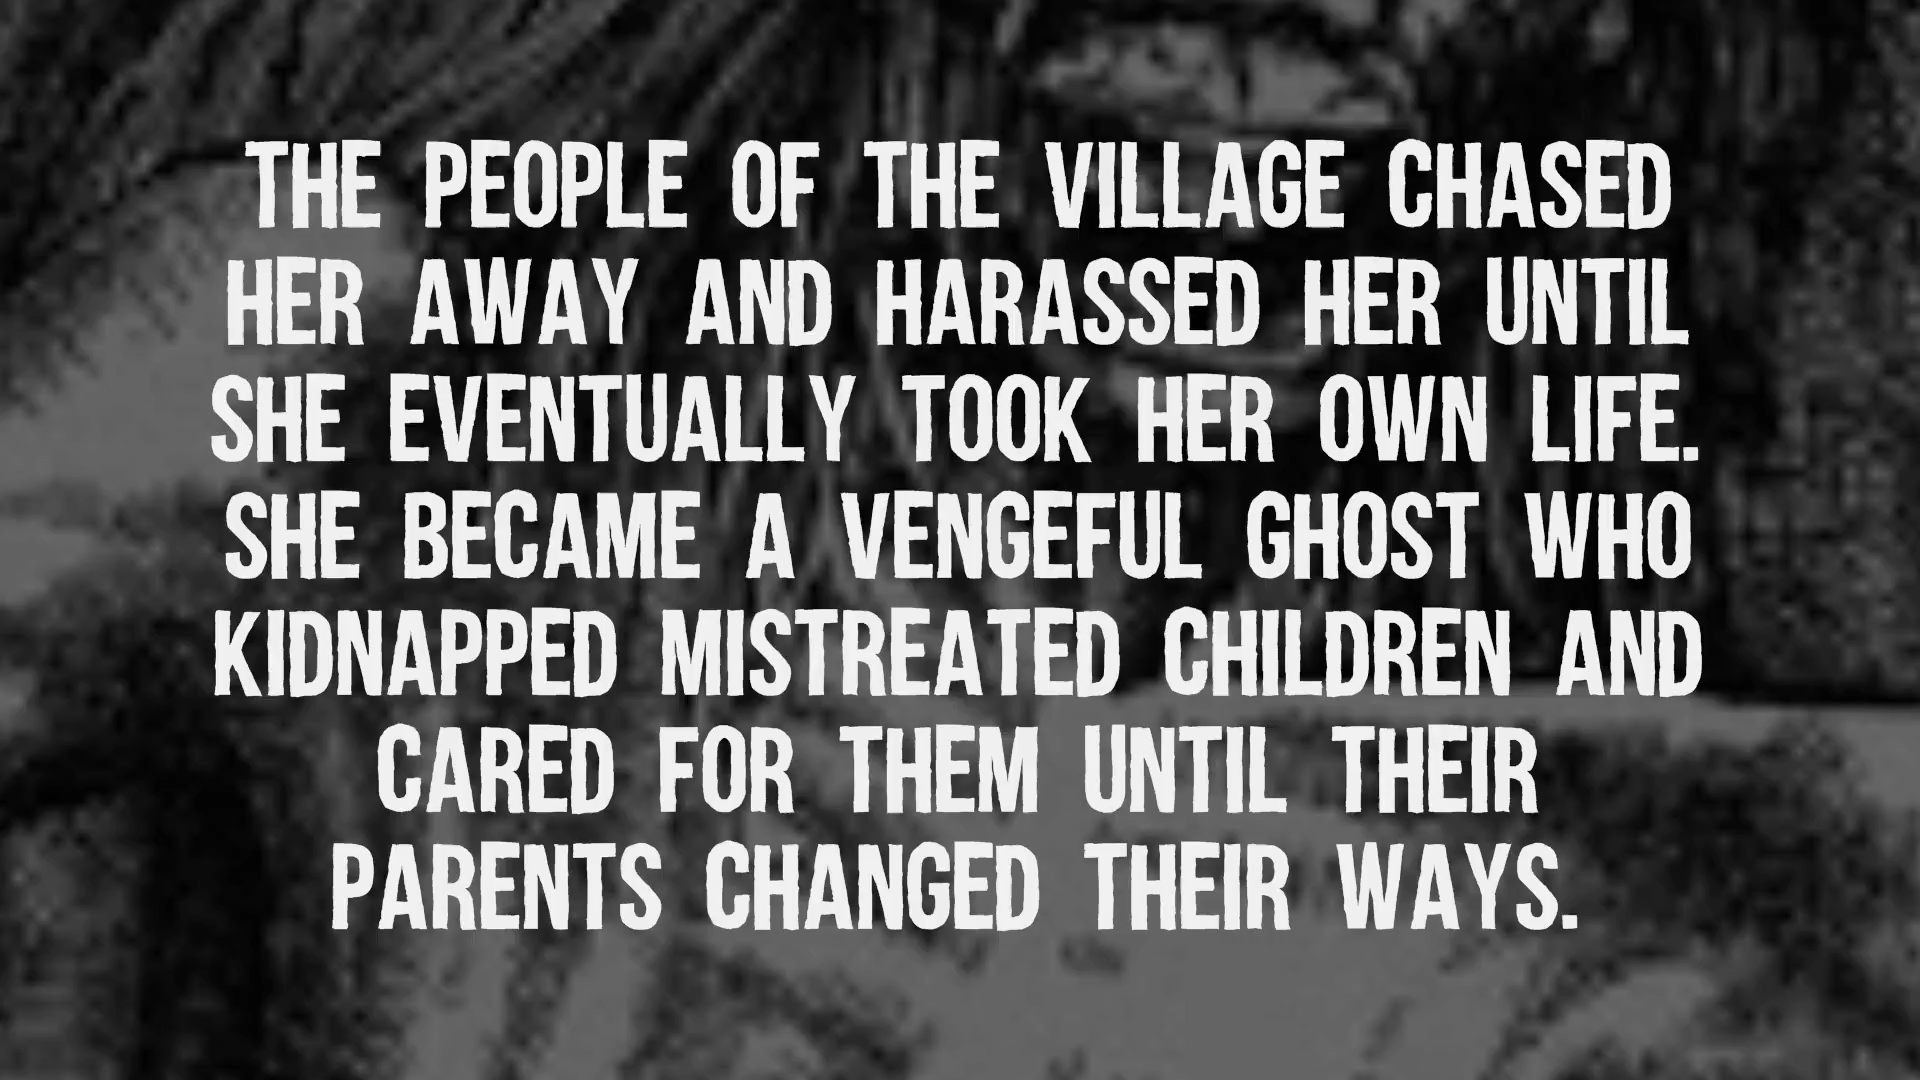 THE PEOPLE OF THE VILLAGE CHASED
HER AWAY AND HARASSED HER UNTIL
SHE EVENTUALLY TOOK HER OWN LIFE.
SHE BECAME A VENGEFUL GHOST WHO
KIDNAPPED MISTREATED CHILDREN AND
CARED FOR THEM UNTIL THEIR
PARENTS CHANGED THEIR WAYS.